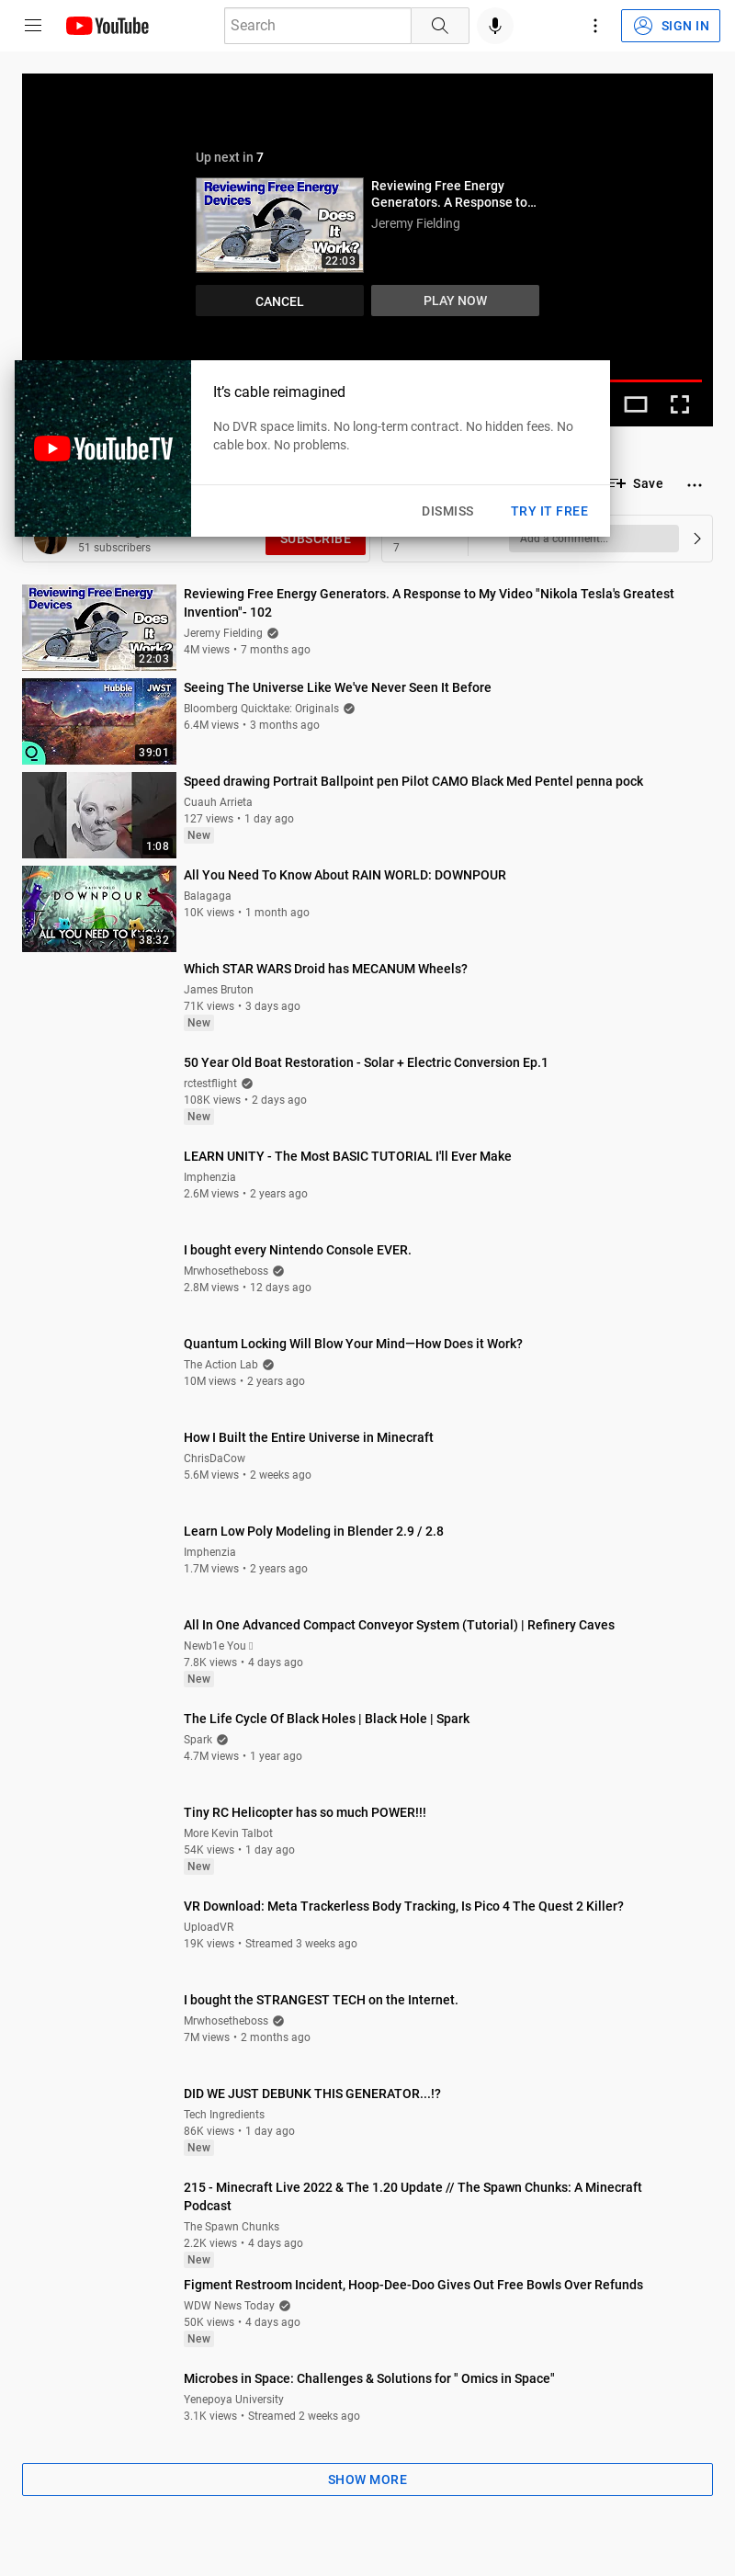 YouTube
Search
SIGN IN
Up next in 7
Reviewing Free Energy
Devices
Does
It
Work?
22:03
Reviewing Free Energy
Generators. A Response to...
Jeremy Fielding
CANCEL
PLAY NOW
YouTubeTV
It's cable reimagined
No DVR space limits. No long-term contract. No hidden fees. No
cable box. No problems.
DISMISS
TRY IT FREE
Save
51 subscribers
SUBSCRIBE
7
Add a comment...
Reviewing Free Energy
Devices
Does
It
Work?
22:03
Reviewing Free Energy Generators. A Response to My Video "Nikola Tesla's Greatest
Invention"- 102
Jeremy Fielding
4M views • 7 months ago
Hubble
JWST
39:01
Seeing The Universe Like We've Never Seen It Before
Bloomberg Quicktake: Originals
6.4M views • 3 months ago
1:08
Speed drawing Portrait Ballpoint pen Pilot CAMO Black Med Pentel penna pock
Cuauh Arrieta
127 views • 1 day ago
New
RAIN WORLD
DOWNPOUR
ALL YOU NEED TO KNOW
38:32
All You Need To Know About RAIN WORLD: DOWNPOUR
Balagaga
10K views • 1 month ago
Which STAR WARS Droid has MECANUM Wheels?
James Bruton
71K views • 3 days ago
New
50 Year Old Boat Restoration - Solar + Electric Conversion Ep.1
rctestflight
108K views • 2 days ago
New
LEARN UNITY - The Most BASIC TUTORIAL I'll Ever Make
Imphenzia
2.6M views • 2 years ago
I bought every Nintendo Console EVER.
Mrwhosetheboss
2.8M views • 12 days ago
Quantum Locking Will Blow Your Mind—How Does it Work?
The Action Lab
10M views • 2 years ago
How I Built the Entire Universe in Minecraft
ChrisDaCow
5.6M views • 2 weeks ago
Learn Low Poly Modeling in Blender 2.9 / 2.8
Imphenzia
1.7M views • 2 years ago
All In One Advanced Compact Conveyor System (Tutorial) | Refinery Caves
Newb1e You
7.8K views • 4 days ago
New
The Life Cycle Of Black Holes | Black Hole | Spark
Spark
4.7M views • 1 year ago
Tiny RC Helicopter has so much POWER!!!
More Kevin Talbot
54K views • 1 day ago
New
VR Download: Meta Trackerless Body Tracking, Is Pico 4 The Quest 2 Killer?
UploadVR
19K views • Streamed 3 weeks ago
I bought the STRANGEST TECH on the Internet.
Mrwhosetheboss
7M views • 2 months ago
DID WE JUST DEBUNK THIS GENERATOR...!?
Tech Ingredients
86K views • 1 day ago
New
215 - Minecraft Live 2022 & The 1.20 Update // The Spawn Chunks: A Minecraft
Podcast
The Spawn Chunks
2.2K views • 4 days ago
New
Figment Restroom Incident, Hoop-Dee-Doo Gives Out Free Bowls Over Refunds
WDW News Today
50K views • 4 days ago
New
Microbes in Space: Challenges & Solutions for " Omics in Space"
Yenepoya University
3.1K views • Streamed 2 weeks ago
SHOW MORE